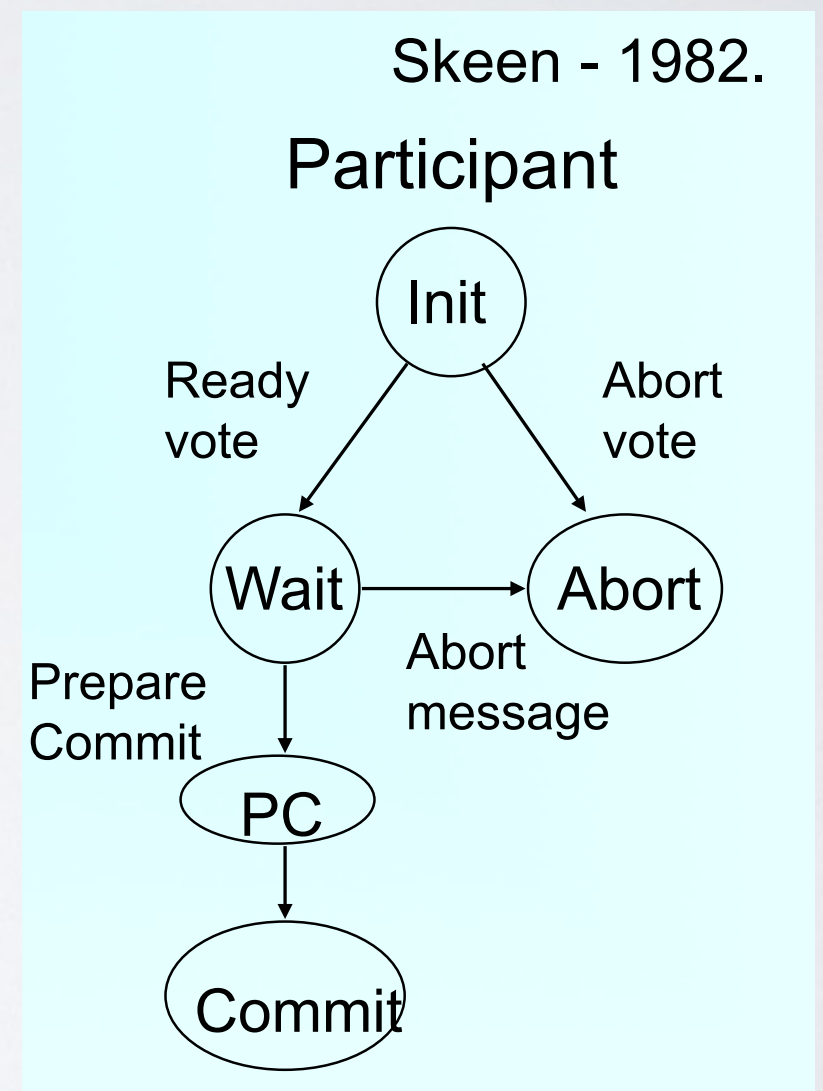 Skeen - 1982.
Participant
Init
Ready
vote
Abort
vote
Wait
Abort
Abort
message
Prepare
Commit
PC
Commit